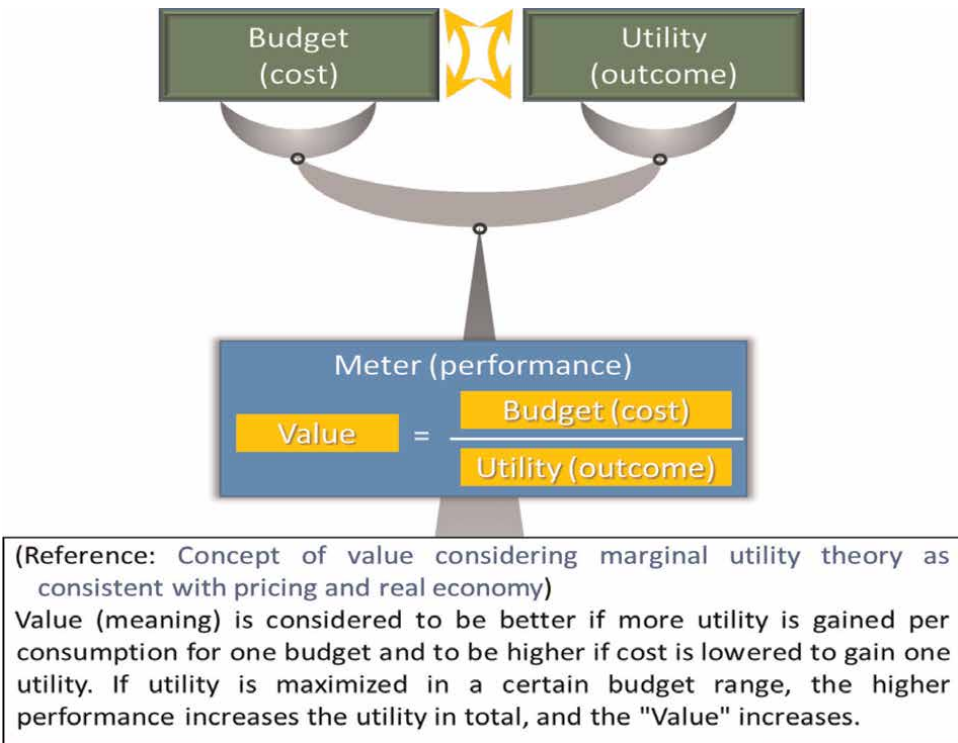 Budget
(cost)
Utility
(outcome)
Meter (performance)
Value = Budget (cost)
Utility (outcome)
(Reference: Concept of value considering marginal utility theory as
consistent with pricing and real economy)
Value (meaning) is considered to be better if more utility is gained per
consumption for one budget and to be higher if cost is lowered to gain one
utility. If utility is maximized in a certain budget range, the higher
performance increases the utility in total, and the "Value" increases.